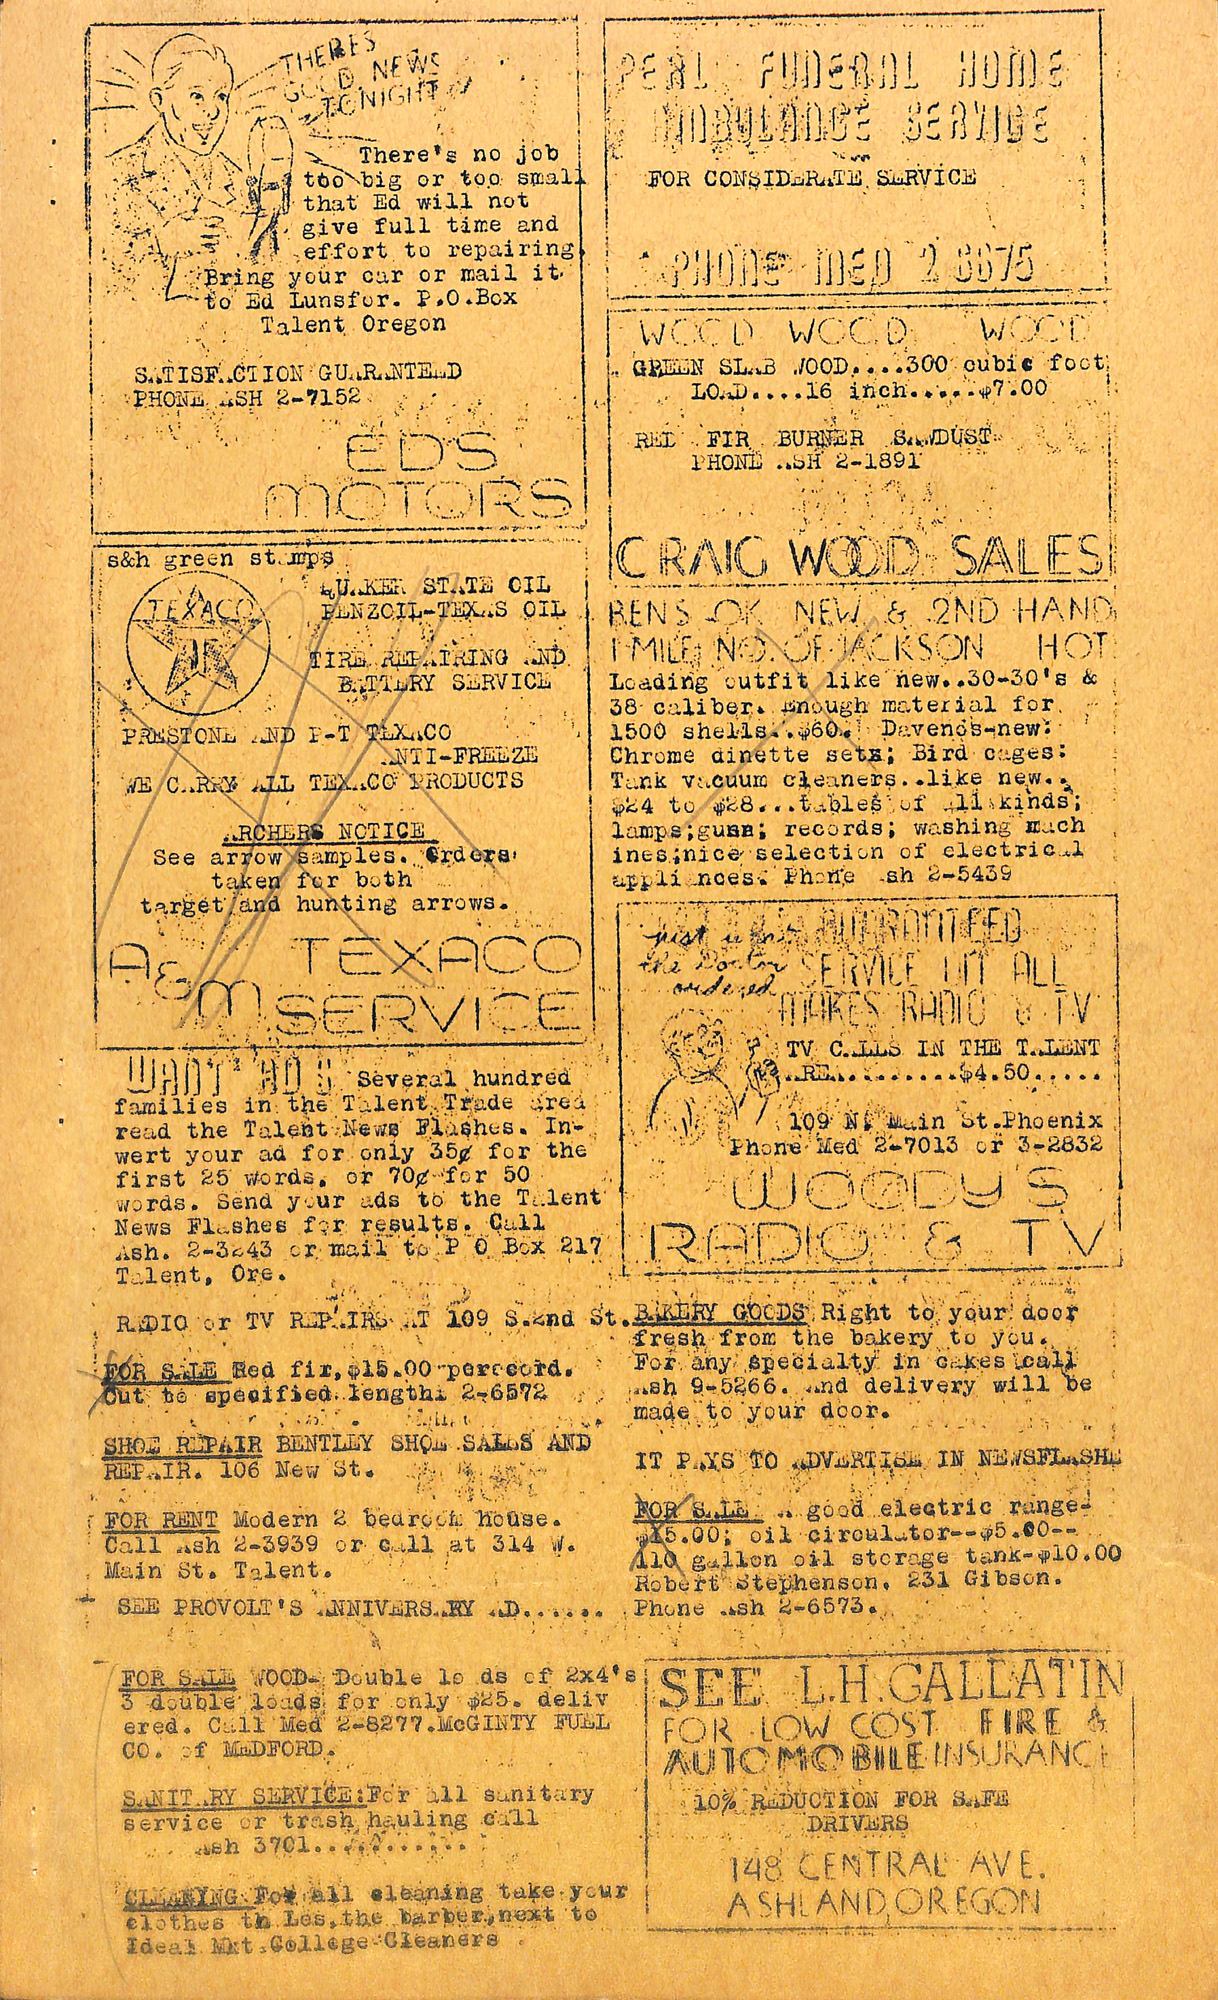 THERE'S
GOOD NEWS
TONIGHT
There's no job
too big or too small
that Ed will not
give full time and
effort to repairing.
Bring your car or mail it
to Ed Lunsfor. P.O.Box
Talent Oregon
SATISFACTION GUARANTEED
PHONE ASH 2-7152
EDS
MOTORS
s&h green stamps
TEXACO
T
QUAKER STATE OIL
PENZOIL-TEXAS OIL
TIRE REPAIRING AND
BATTERY SERVICE
PRESTONE AND P-T TEXACO
ANTI-FREEZE
WE CARRY ALL TEXACO PRODUCTS
ARCHERS NOTICE
See arrow samples. Orders
taken for both
target and hunting arrows.
A&M TEXACO
SERVICE
WANT ADS Several hundred
families in the Talent Trade area
read the Talent News Flashes. In-
wert your ad for only 35¢ for the
first 25 words, or 70¢ for 50
words. Send your ads to the Talent
News Flashes for results. Call
Ash. 2-3243 or mail to P O Box 217
Talent, Ore.
RADIO or TV REPAIRS AT 109 S.2nd St.
FOR SALE Red fir,$15.00 perccord.
Cut to specified lengthi 2-6572
SHOE REPAIR BENTLEY SHOE SALES AND
REPAIR. 106 New St.
FOR RENT Modern 2 bedroom house.
Call Ash 2-3939 or call at 314 W.
Main St. Talent.
SEE PROVOLT'S ANNIVERSARY AD......
FOR SALE WOOD- Double loads of 2x4's
3 double loads for only $25. deliv
ered. Call Med 2-8277.McGINTY FUEL
CO. of MEDFORD.
SANITARY SERVICE:For all sanitary
service or trash hauling call
Ash 3701...........
CLEANYNG For all cleaning take your
clothes th Les,the barber,next to
Ideal Mkt.College Cleaners
PERL FUNERAL HOME
AMBULANCE SERVICE
FOR CONSIDERATE SERVICE
PHONE MED 2 6675
WOOD WOOD WOOD
GREEN SLAB WOOD....300 cubic foot
LOAD....16 inch.....$7.00
RED FIR BURNER SAWDUST
PHONE ASH 2-1891
CRAIG WOOD SALES
BENS OK NEW & 2ND HAND
1 MILE NO. OF JACKSON HOT
Loading outfit like new..30-30's &
38 caliber. Enough material for
1500 shells..$60. Davenos-new:
Chrome dinette sets; Bird cages:
Tank vacuum cleaners..like new..
$24 to $28...tables of all kinds;
lamps;guns; records; washing mach
ines;nice selection of electrical
appliances. Phone Ash 2-5439
just what
the Doctor
ordered
GUARANTEED
SERVICE ON ALL
MAKES RADIO & TV
TV CALLS IN THE TALENT
AREA........$4.50.....
109 N. Main St.Phoenix
Phone Med 2-7013 or 3-2832
WOODY'S
RADIO & TV
BAKERY GOODS Right to your door
fresh from the bakery to you.
For any specialty in cakes call
Ash 9-5266. And delivery will be
made to your door.
IT PAYS TO ADVERTISE IN NEWSFLASHE
FOR SALE A good electric range-
$15.00; oil circulator--$5.00--
110 gallon oil storage tank-$10.00
Robert Stephenson, 231 Gibson.
Phone Ash 2-6573.
SEE L.H.GALLATIN
FOR LOW COST FIRE &
AUTOMOBILE INSURANCE
10% REDUCTION FOR SAFE
DRIVERS
148 CENTRAL AVE.
ASHLAND,OREGON